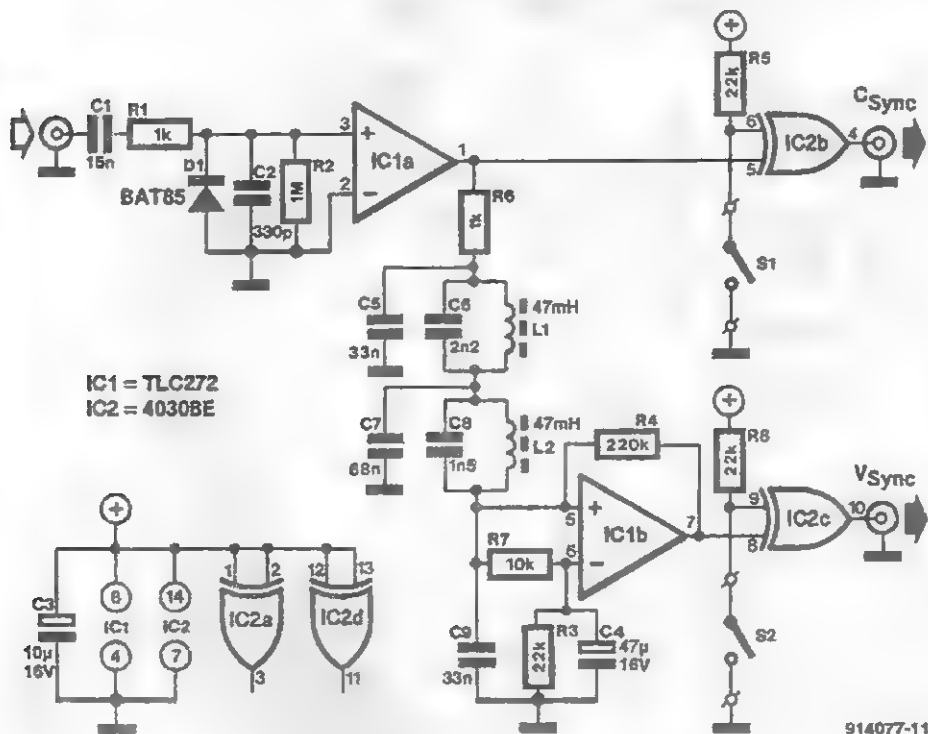 C1
15n
R1
1k
D1
BAT85
C2
330p
R2
1M
3
+
2
−
IC1a
1
R6
1k
R5
22k
6
5
IC2b
4
CSync
S1
C5
33n
C6
2n2
47mH
L1
IC1 = TLC272
IC2 = 4030BE
C7
68n
C8
1n5
47mH
L2
R4
220k
5
+
6
−
IC1b
7
R7
10k
R8
22k
9
8
IC2c
10
VSync
S2
C3
10µ
16V
+
8
IC1
4
14
IC2
7
1
2
IC2a
3
12
13
IC2d
11
C9
33n
R3
22k
C4
47µ
16V
914077-11